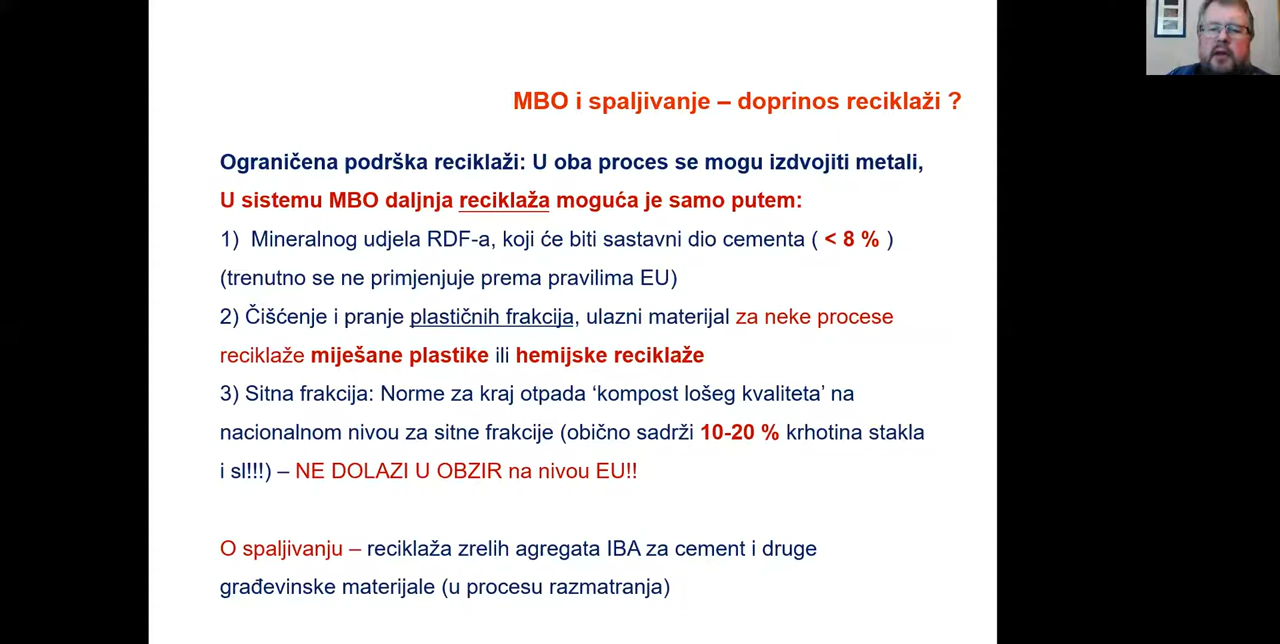 MBO i spaljivanje – doprinos reciklaži ?
Ograničena podrška reciklaži: U oba proces se mogu izdvojiti metali,
U sistemu MBO daljnja reciklaža moguća je samo putem:
1) Mineralnog udjela RDF-a, koji će biti sastavni dio cementa ( < 8 % )
(trenutno se ne primjenjuje prema pravilima EU)
2) Čišćenje i pranje plastičnih frakcija, ulazni materijal za neke procese
reciklaže miješane plastike ili hemijske reciklaže
3) Sitna frakcija: Norme za kraj otpada ‘kompost lošeg kvaliteta’ na
nacionalnom nivou za sitne frakcije (obično sadrži 10-20 % krhotina stakla
i sl!!!) – NE DOLAZI U OBZIR na nivou EU!!
O spaljivanju – reciklaža zrelih agregata IBA za cement i druge
građevinske materijale (u procesu razmatranja)